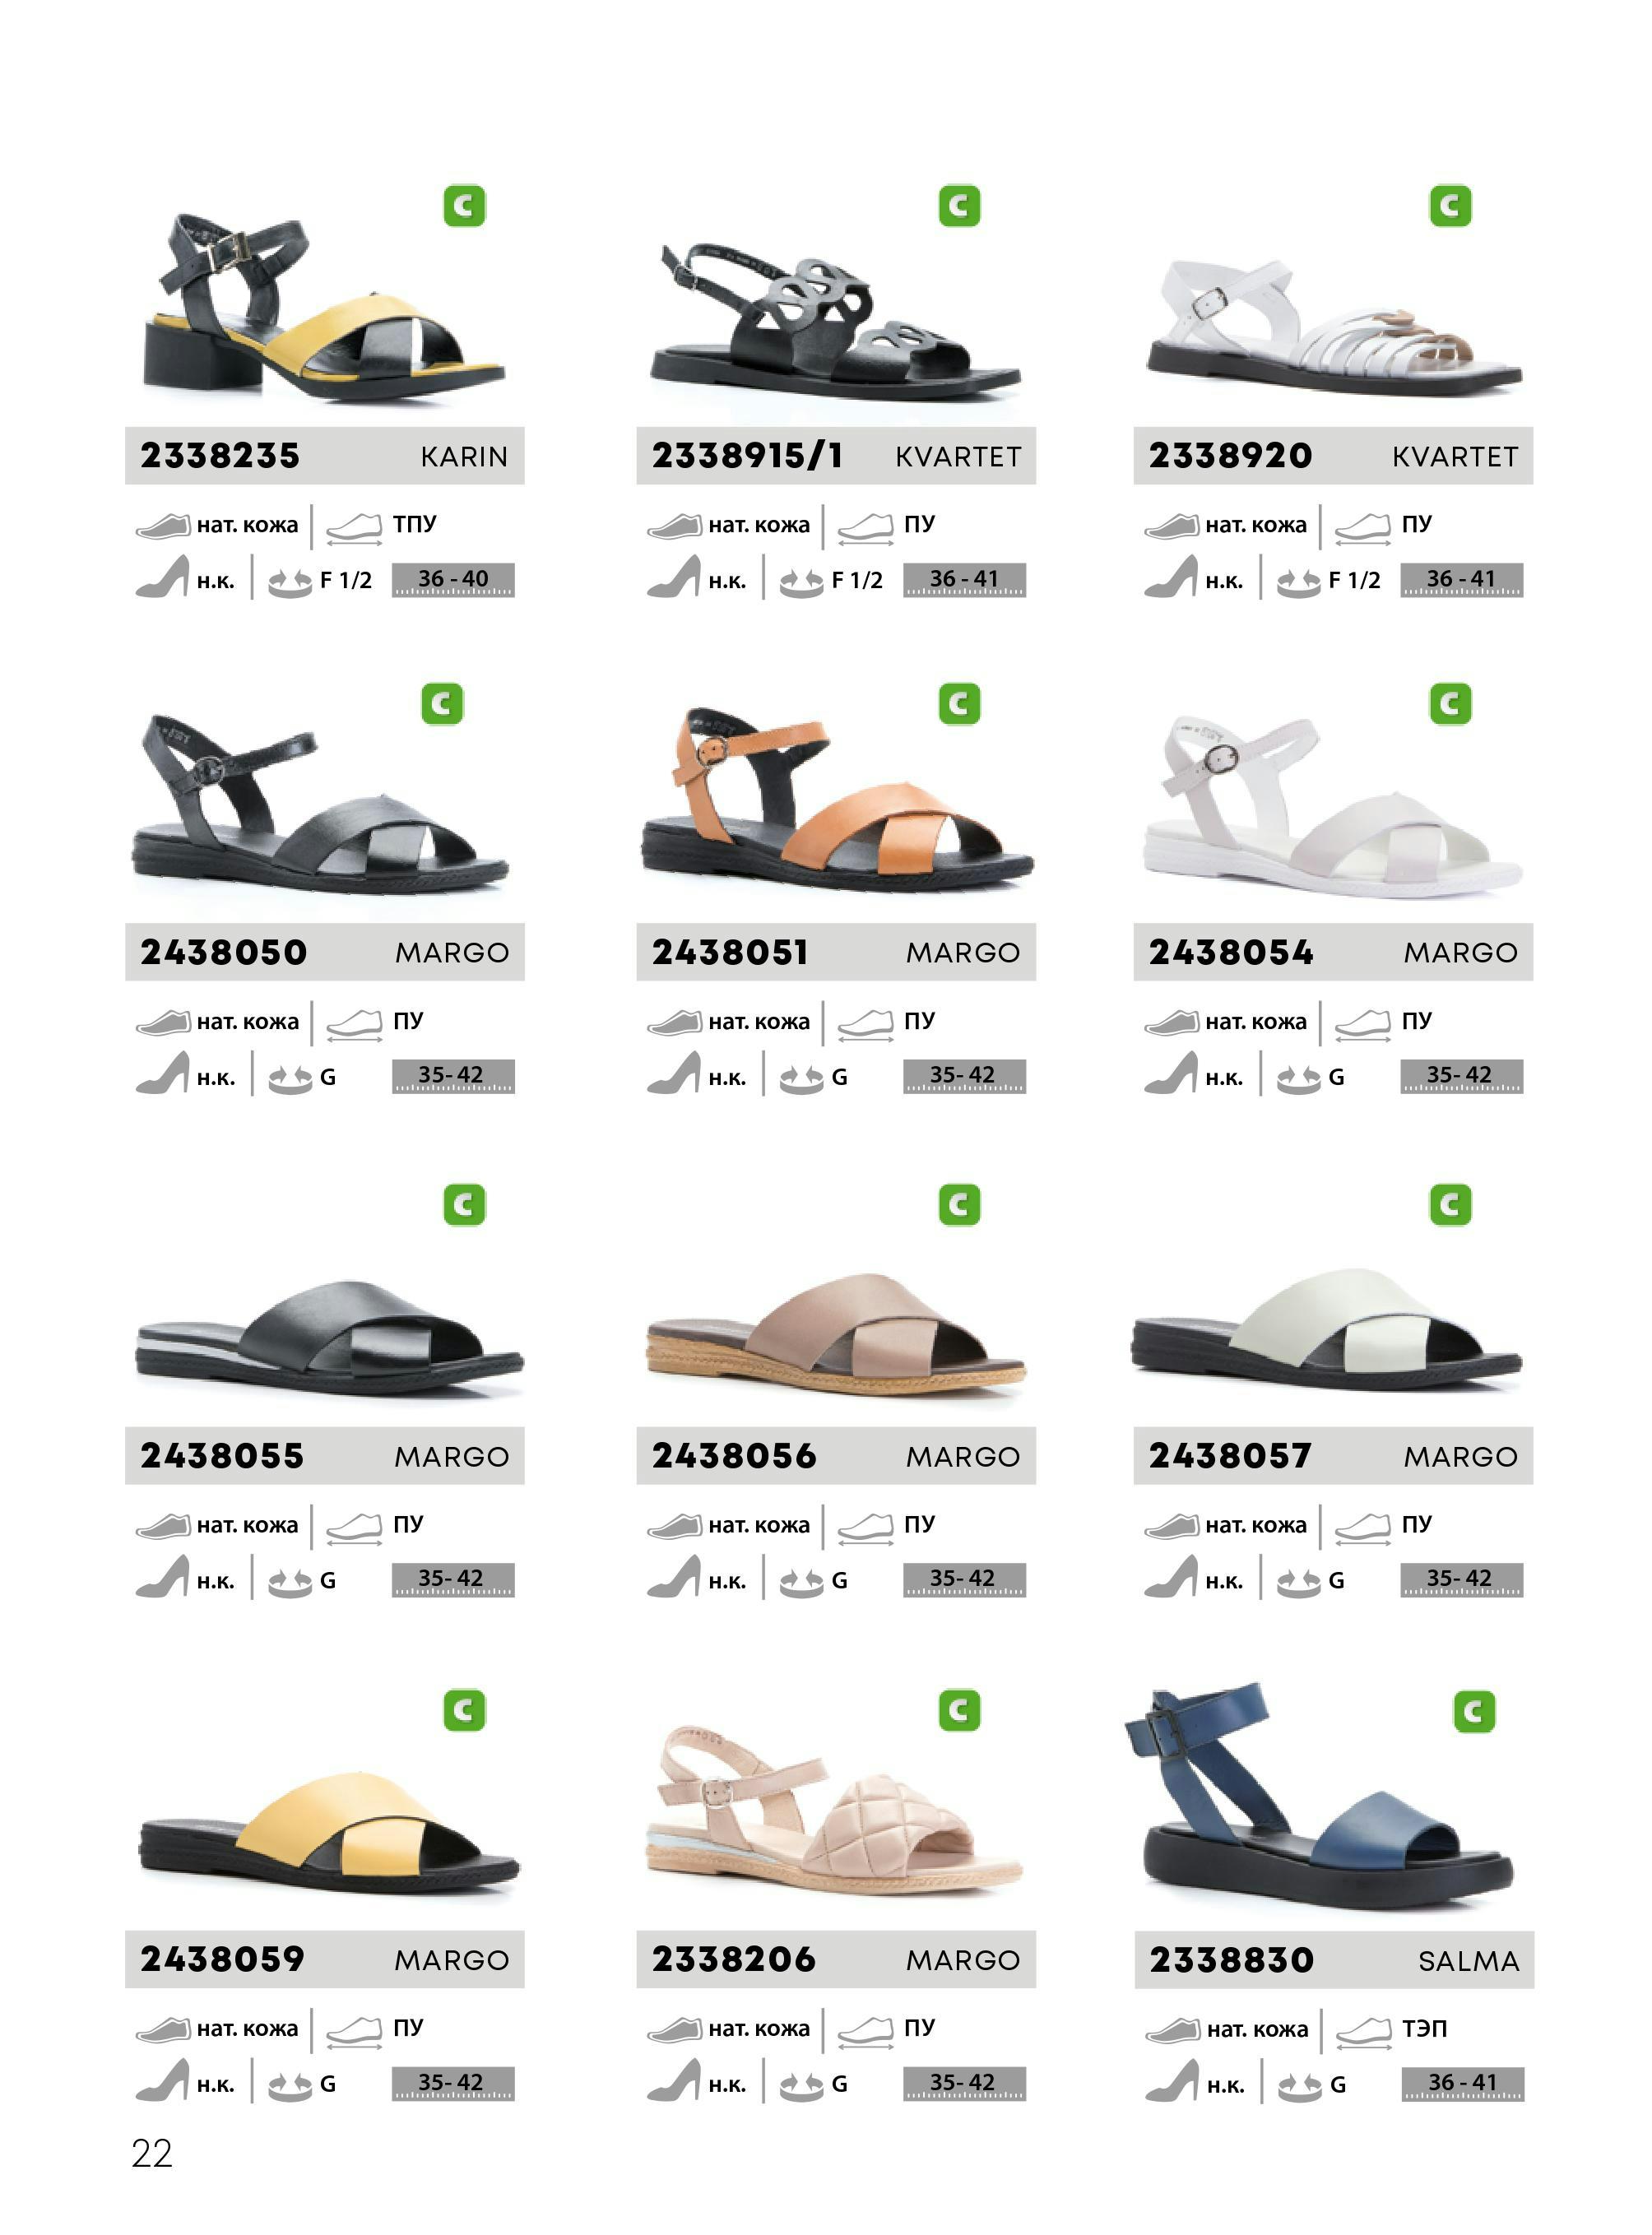 C C C
2338235 KARIN 2338915/1 KVARTET 2338920 KVARTET
нат. кожа ТПУ нат. кожа ПУ нат. кожа ПУ
н.к. F 1/2 36 - 40 н.к. F 1/2 36 - 41 н.к. F 1/2 36 - 41
C C C
2438050 MARGO 2438051 MARGO 2438054 MARGO
нат. кожа ПУ нат. кожа ПУ нат. кожа ПУ
н.к. G 35- 42 н.к. G 35- 42 н.к. G 35- 42
C C C
2438055 MARGO 2438056 MARGO 2438057 MARGO
нат. кожа ПУ нат. кожа ПУ нат. кожа ПУ
н.к. G 35- 42 н.к. G 35- 42 н.к. G 35- 42
C C C
2438059 MARGO 2338206 MARGO 2338830 SALMA
нат. кожа ПУ нат. кожа ПУ нат. кожа ТЭП
н.к. G 35- 42 н.к. G 35- 42 н.к. G 36 - 41
22